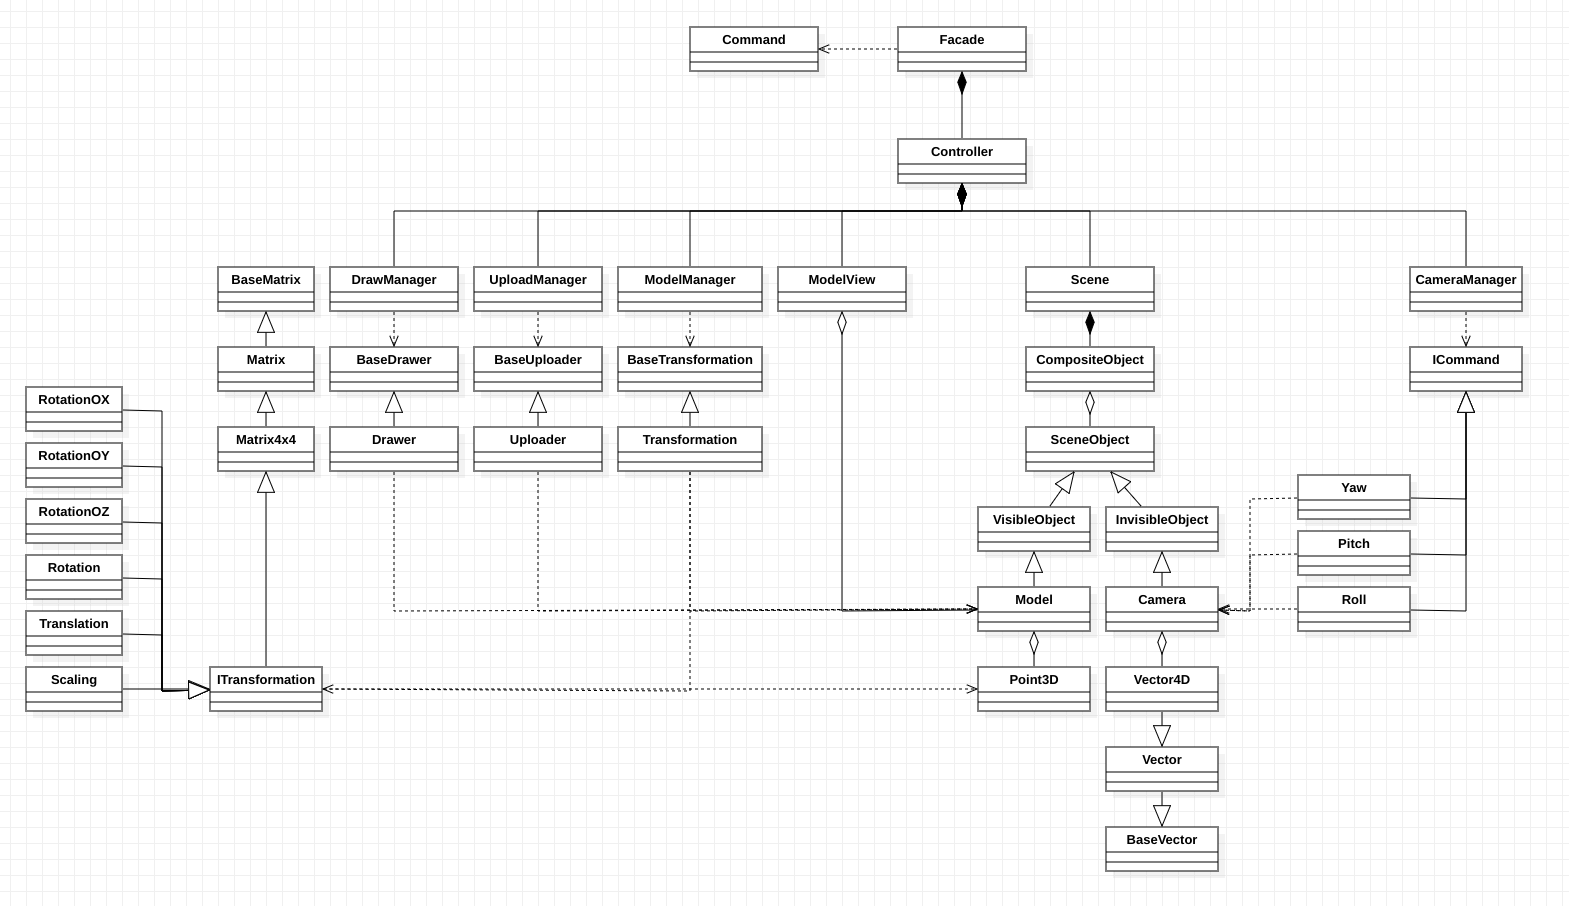 Command
Facade
Controller
BaseMatrix
DrawManager
UploadManager
ModelManager
ModelView
Scene
CameraManager
Matrix
BaseDrawer
BaseUploader
BaseTransformation
CompositeObject
ICommand
RotationOX
Matrix4x4
Drawer
Uploader
Transformation
SceneObject
RotationOY
Yaw
RotationOZ
VisibleObject
InvisibleObject
Pitch
Rotation
Model
Camera
Roll
Translation
Scaling
ITransformation
Point3D
Vector4D
Vector
BaseVector